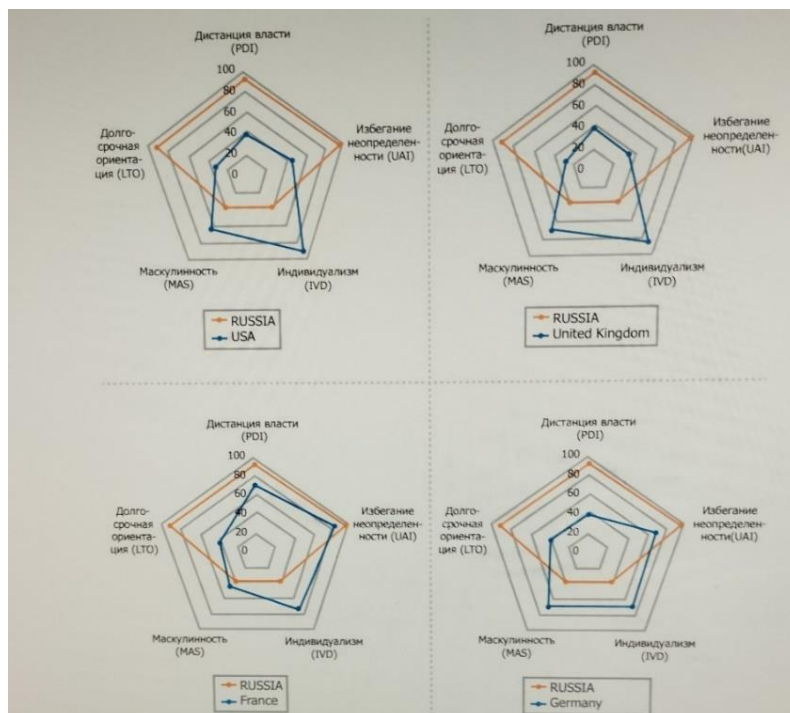 Дистанция власти
(PDI)
100
80
60
40
20
0
Избегание
неопределен-
ности (UAI)
Долго-
срочная
ориента-
ция (LTO)
Маскулинность
(MAS)
Индивидуализм
(IVD)
RUSSIA
USA
Дистанция власти
(PDI)
100
80
60
40
20
0
Избегание
неопределен-
ности(UAI)
Долго-
срочная
ориента-
ция (LTO)
Маскулинность
(MAS)
Индивидуализм
(IVD)
RUSSIA
United Kingdom
Дистанция власти
(PDI)
100
80
60
40
20
0
Избегание
неопределен-
ности (UAI)
Долго-
срочная
ориента-
ция (LTO)
Маскулинность
(MAS)
Индивидуализм
(IVD)
RUSSIA
France
Дистанция власти
(PDI)
100
80
60
40
20
0
Избегание
неопределен-
ности(UAI)
Долго-
срочная
ориента-
ция (LTO)
Маскулинность
(MAS)
Индивидуализм
(IVD)
RUSSIA
Germany